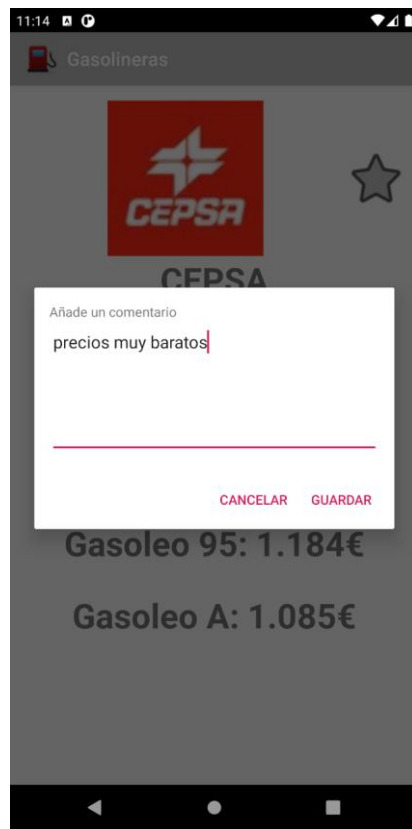 11:14
Gasolineras
CEPSA
CEPSA
Añade un comentario
precios muy baratos
CANCELAR GUARDAR
Gasoleo 95: 1.184€
Gasoleo A: 1.085€